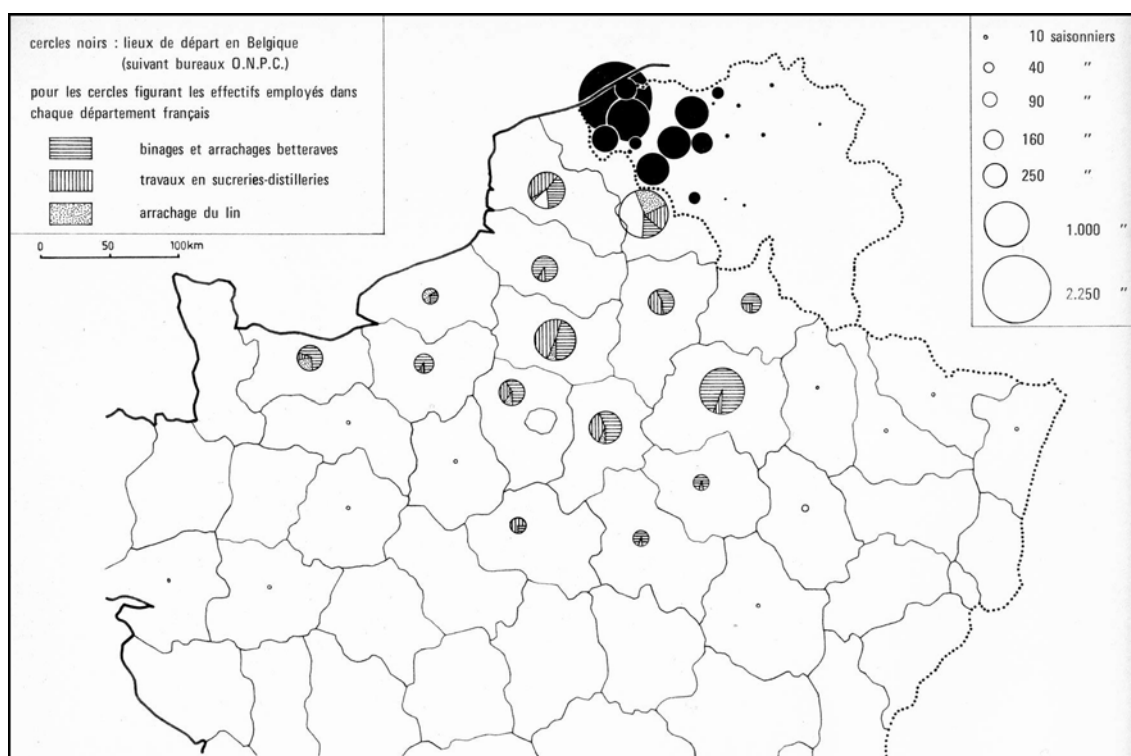 cercles noirs : lieux de départ en Belgique
(suivant bureaux O.N.P.C.)
pour les cercles figurant les effectifs employés dans
chaque département français
binages et arrachages betteraves
travaux en sucreries-distilleries
arrachage du lin
0 50 100km
10 saisonniers
40 "
90 "
160 "
250 "
1.000 "
2.250 "